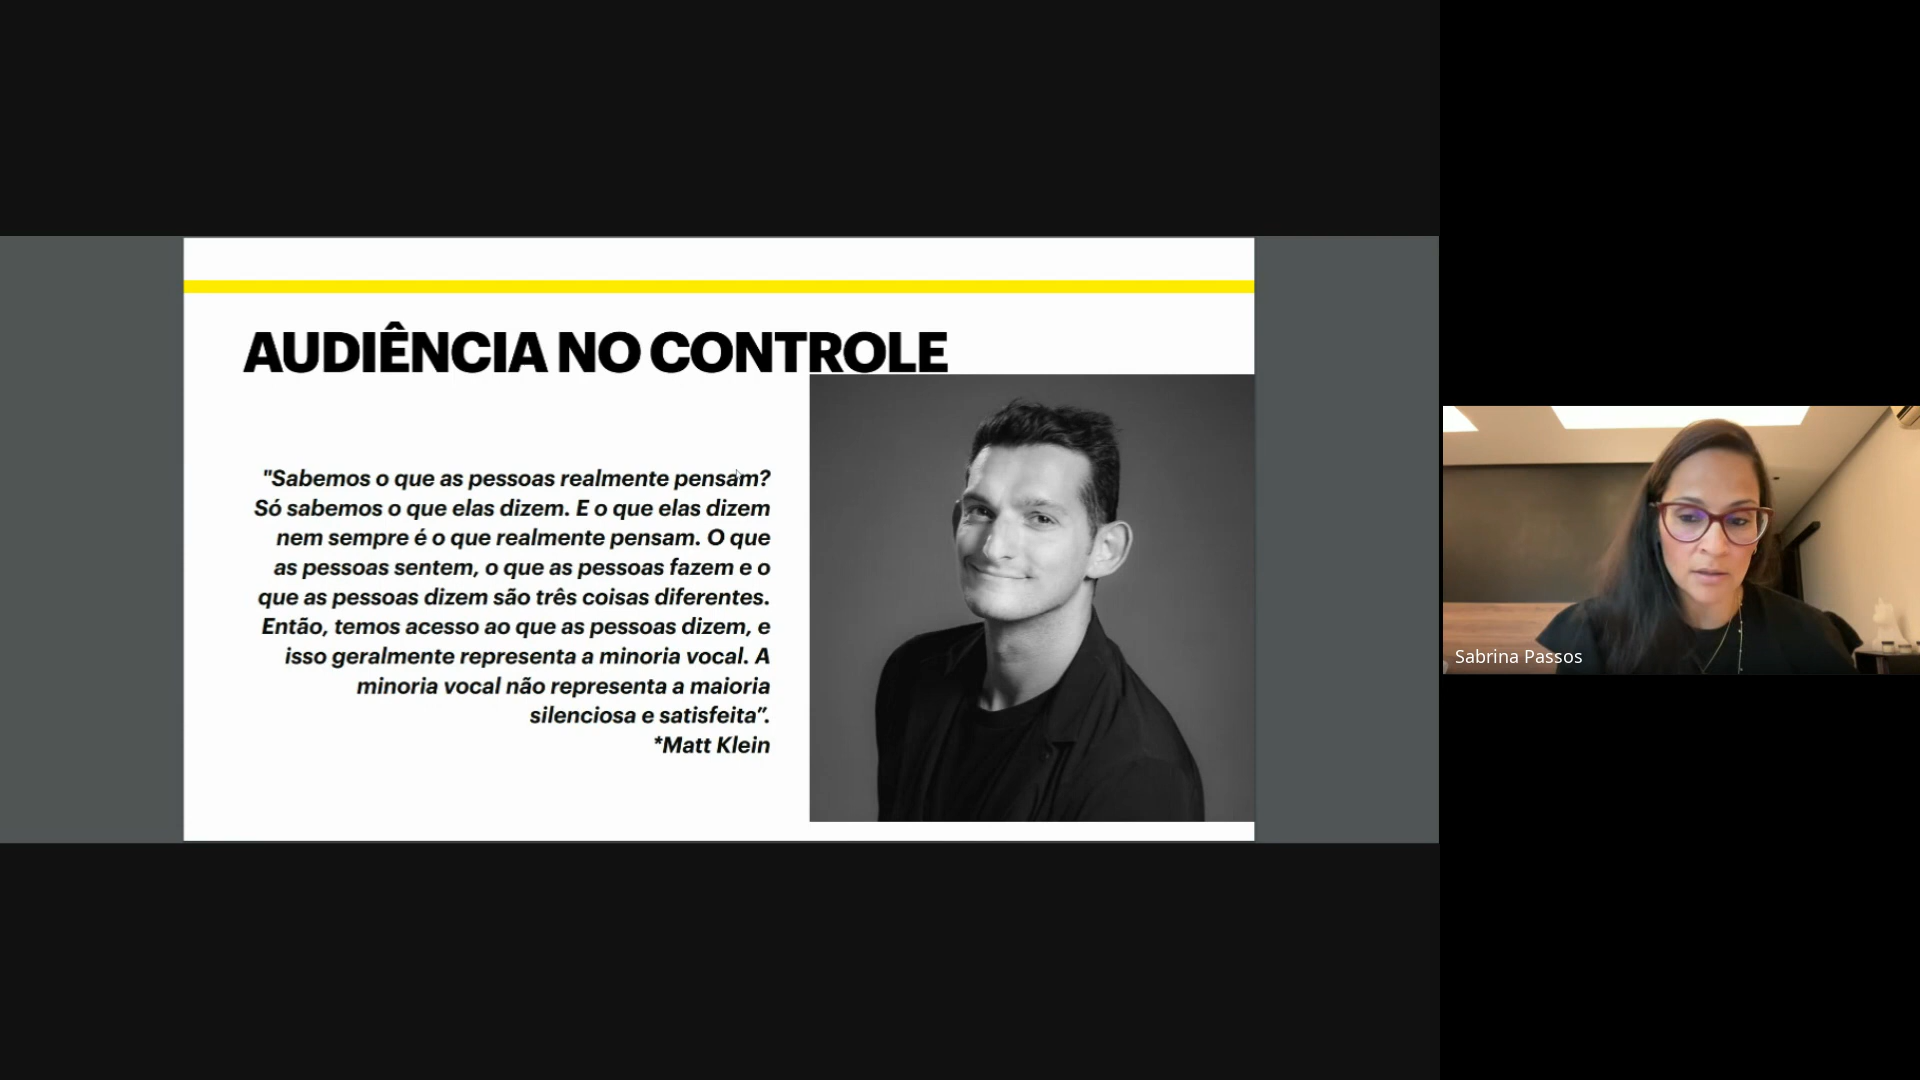 AUDIÊNCIA NO CONTROLE
"Sabemos o que as pessoas realmente pensam?
Só sabemos o que elas dizem. E o que elas dizem
nem sempre é o que realmente pensam. O que
as pessoas sentem, o que as pessoas fazem e o
que as pessoas dizem são três coisas diferentes.
Então, temos acesso ao que as pessoas dizem, e
isso geralmente representa a minoria vocal. A
minoria vocal não representa a maioria
silenciosa e satisfeita”.
*Matt Klein
Sabrina Passos